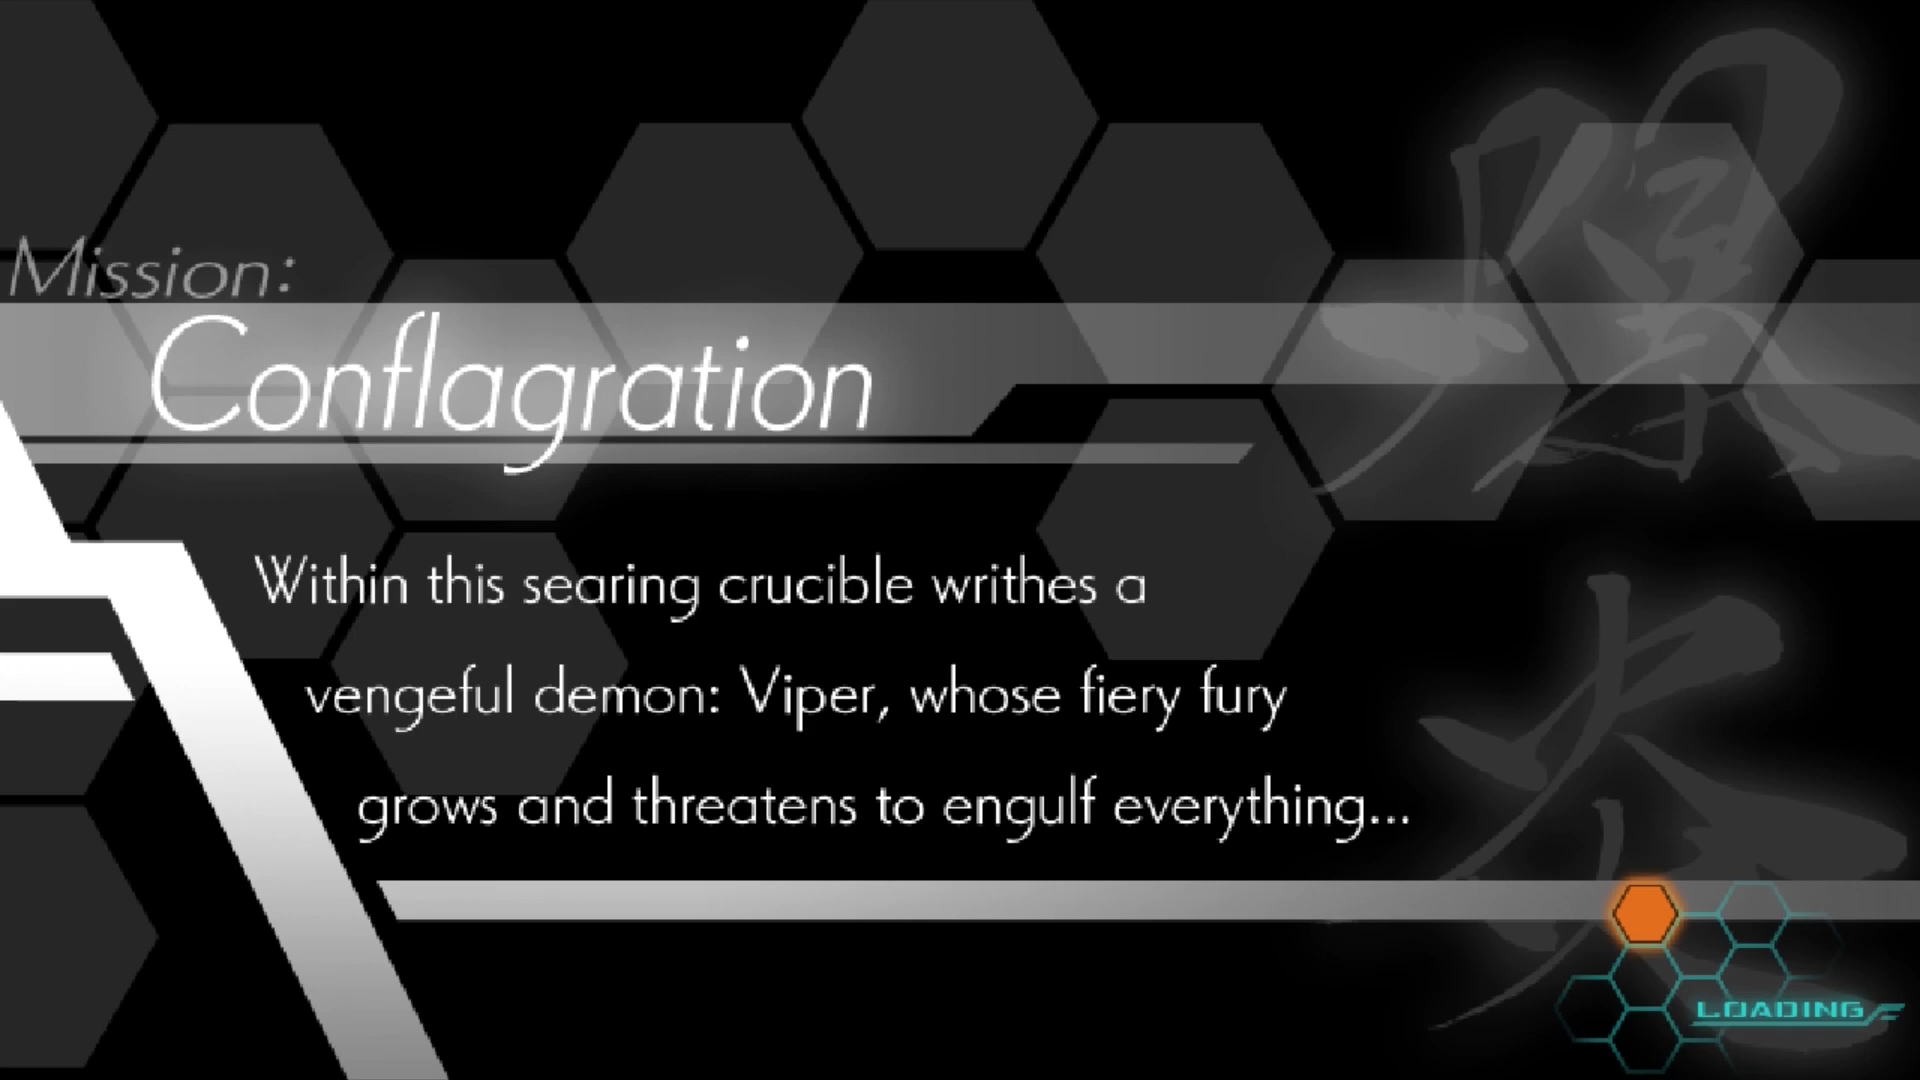 Mission:
Conflagration
Within this searing crucible writhes a
vengeful demon: Viper, whose fiery fury
grows and threatens to engulf everything...
LOADING